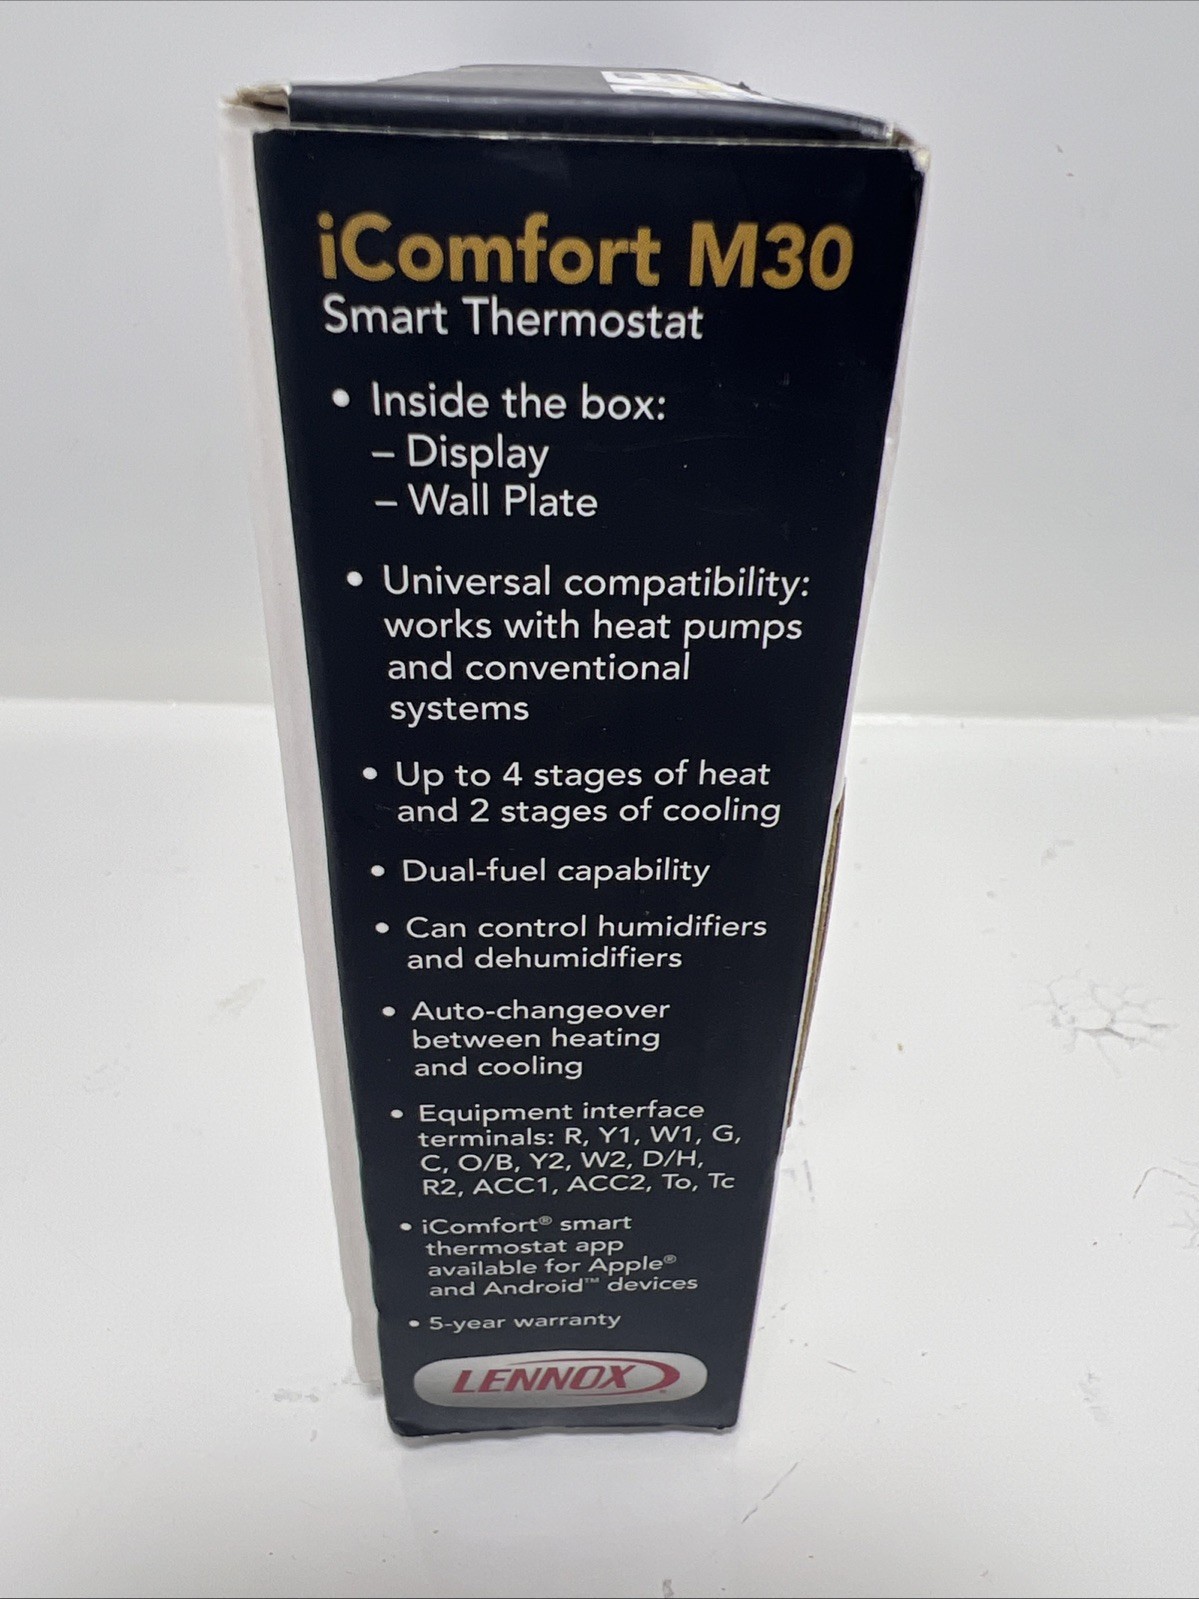 iComfort M30
Smart Thermostat
• Inside the box:
– Display
– Wall Plate
• Universal compatibility:
works with heat pumps
and conventional
systems
• Up to 4 stages of heat
and 2 stages of cooling
• Dual-fuel capability
• Can control humidifiers
and dehumidifiers
• Auto-changeover
between heating
and cooling
• Equipment interface
terminals: R, Y1, W1, G,
C, O/B, Y2, W2, D/H,
R2, ACC1, ACC2, To, Tc
• iComfort® smart
thermostat app
available for Apple®
and Android™ devices
• 5-year warranty
LENNOX